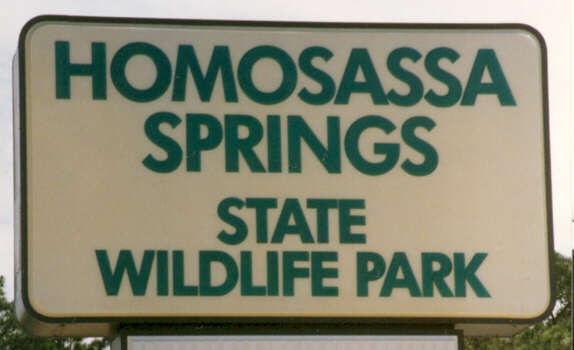 HOMOSASSA
SPRINGS
STATE
WILDLIFE PARK